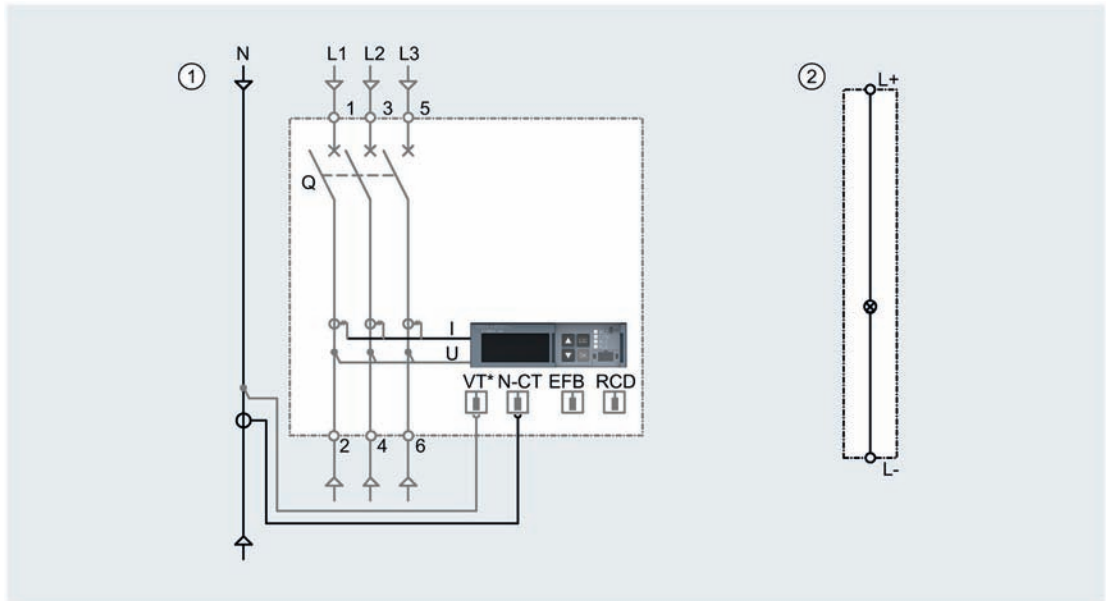 N L1 L2 L3
1 2 L+
1 3 5
Q
I
U
VT* N-CT EFB RCD
2 4 6
L-